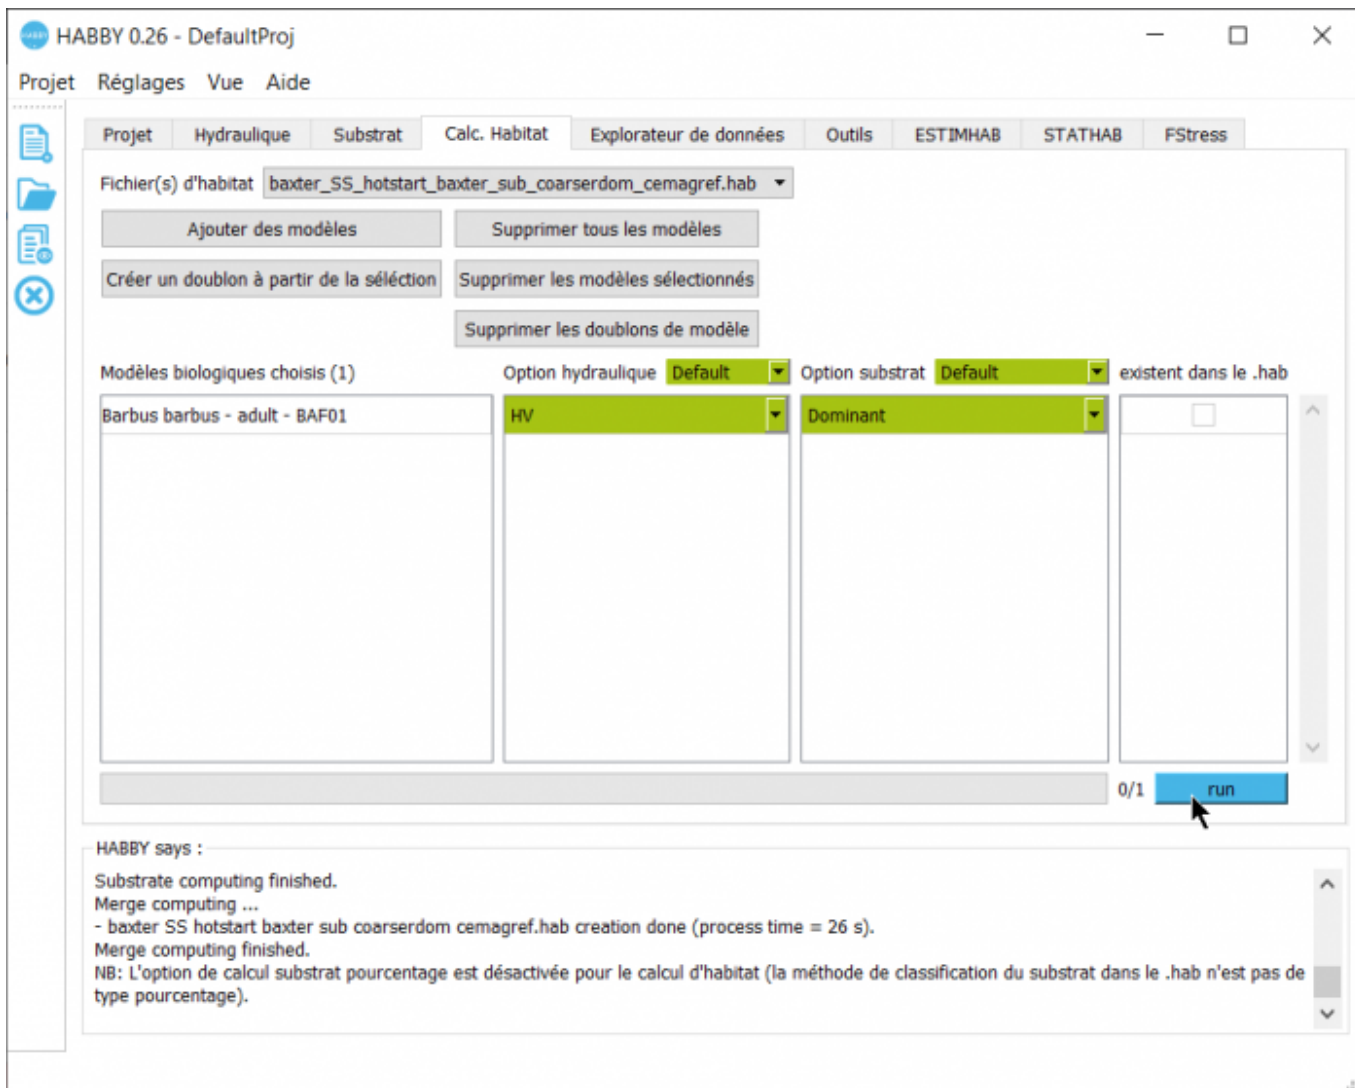 HABBY 0.26 - DefaultProj
Projet Réglages Vue Aide
Projet Hydraulique Substrat Calc. Habitat Explorateur de données Outils ESTIMHAB STATHAB FStress
Fichier(s) d'habitat baxter_SS_hotstart_baxter_sub_coarserdom_cemagref.hab
Ajouter des modèles Supprimer tous les modèles
Créer un doublon à partir de la séléction Supprimer les modèles sélectionnés
Supprimer les doublons de modèle
Modèles biologiques choisis (1) Option hydraulique Default Option substrat Default existent dans le .hab
Barbus barbus - adult - BAF01 HV Dominant
0/1 run
HABBY says :
Substrate computing finished.
Merge computing ...
- baxter SS hotstart baxter sub coarserdom cemagref.hab creation done (process time = 26 s).
Merge computing finished.
NB: L'option de calcul substrat pourcentage est désactivée pour le calcul d'habitat (la méthode de classification du substrat dans le .hab n'est pas de
type pourcentage).